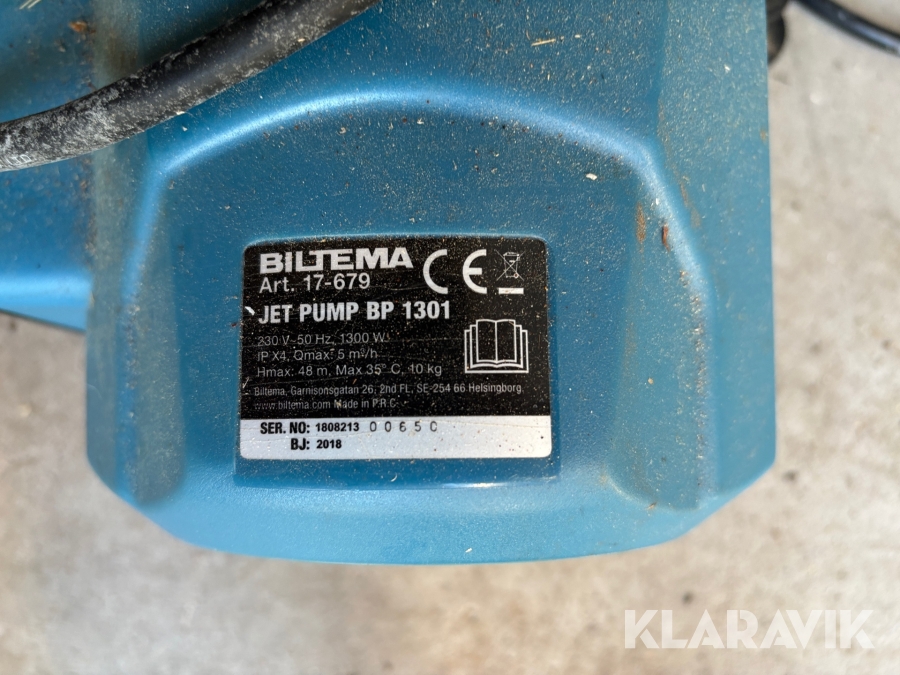 BILTEMA CE
Art. 17-679
JET PUMP BP 1301
230 V~50 Hz, 1300 W
IP X4, Qmax: 5 m³/h
Hmax: 48 m, Max 35° C, 10 kg
Biltema, Garnisonsgatan 26, 2nd FL, SE-254 66 Helsingborg.
www.biltema.com Made in P.R.C.
SER. NO: 1808213 00650
BJ: 2018
KLARAVIK